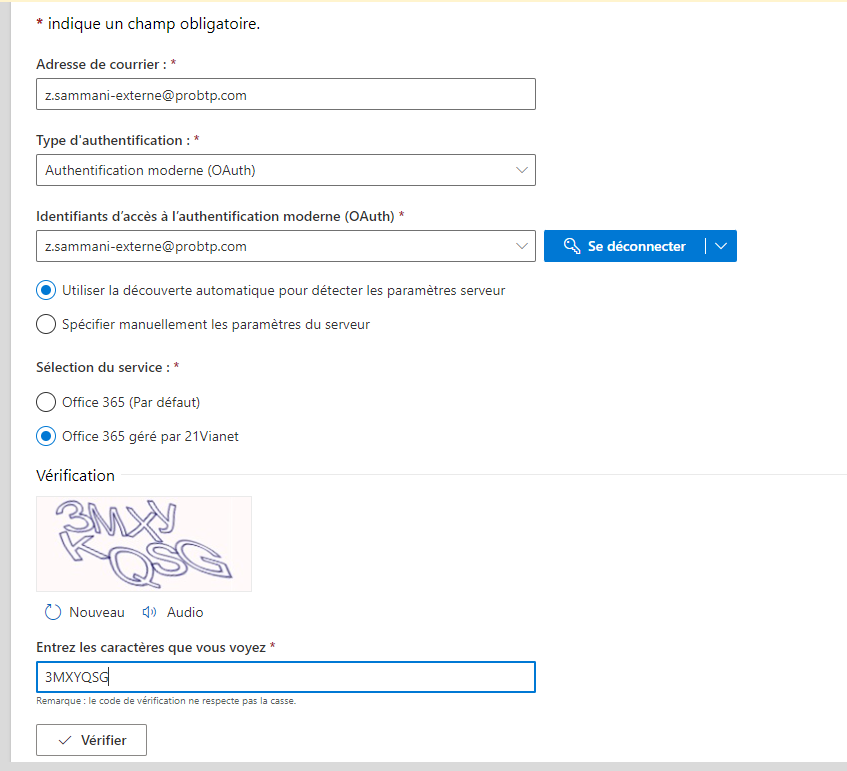 * indique un champ obligatoire.
Adresse de courrier : *
z.sammani-externe@probtp.com
Type d'authentification : *
Authentification moderne (OAuth)
Identifiants d’accès à l’authentification moderne (OAuth) *
z.sammani-externe@probtp.com
Se déconnecter
Utiliser la découverte automatique pour détecter les paramètres serveur
Spécifier manuellement les paramètres du serveur
Sélection du service : *
Office 365 (Par défaut)
Office 365 géré par 21Vianet
Vérification
3MXY
KQSG
Nouveau Audio
Entrez les caractères que vous voyez *
3MXYQSG
Remarque : le code de vérification ne respecte pas la casse.
Vérifier